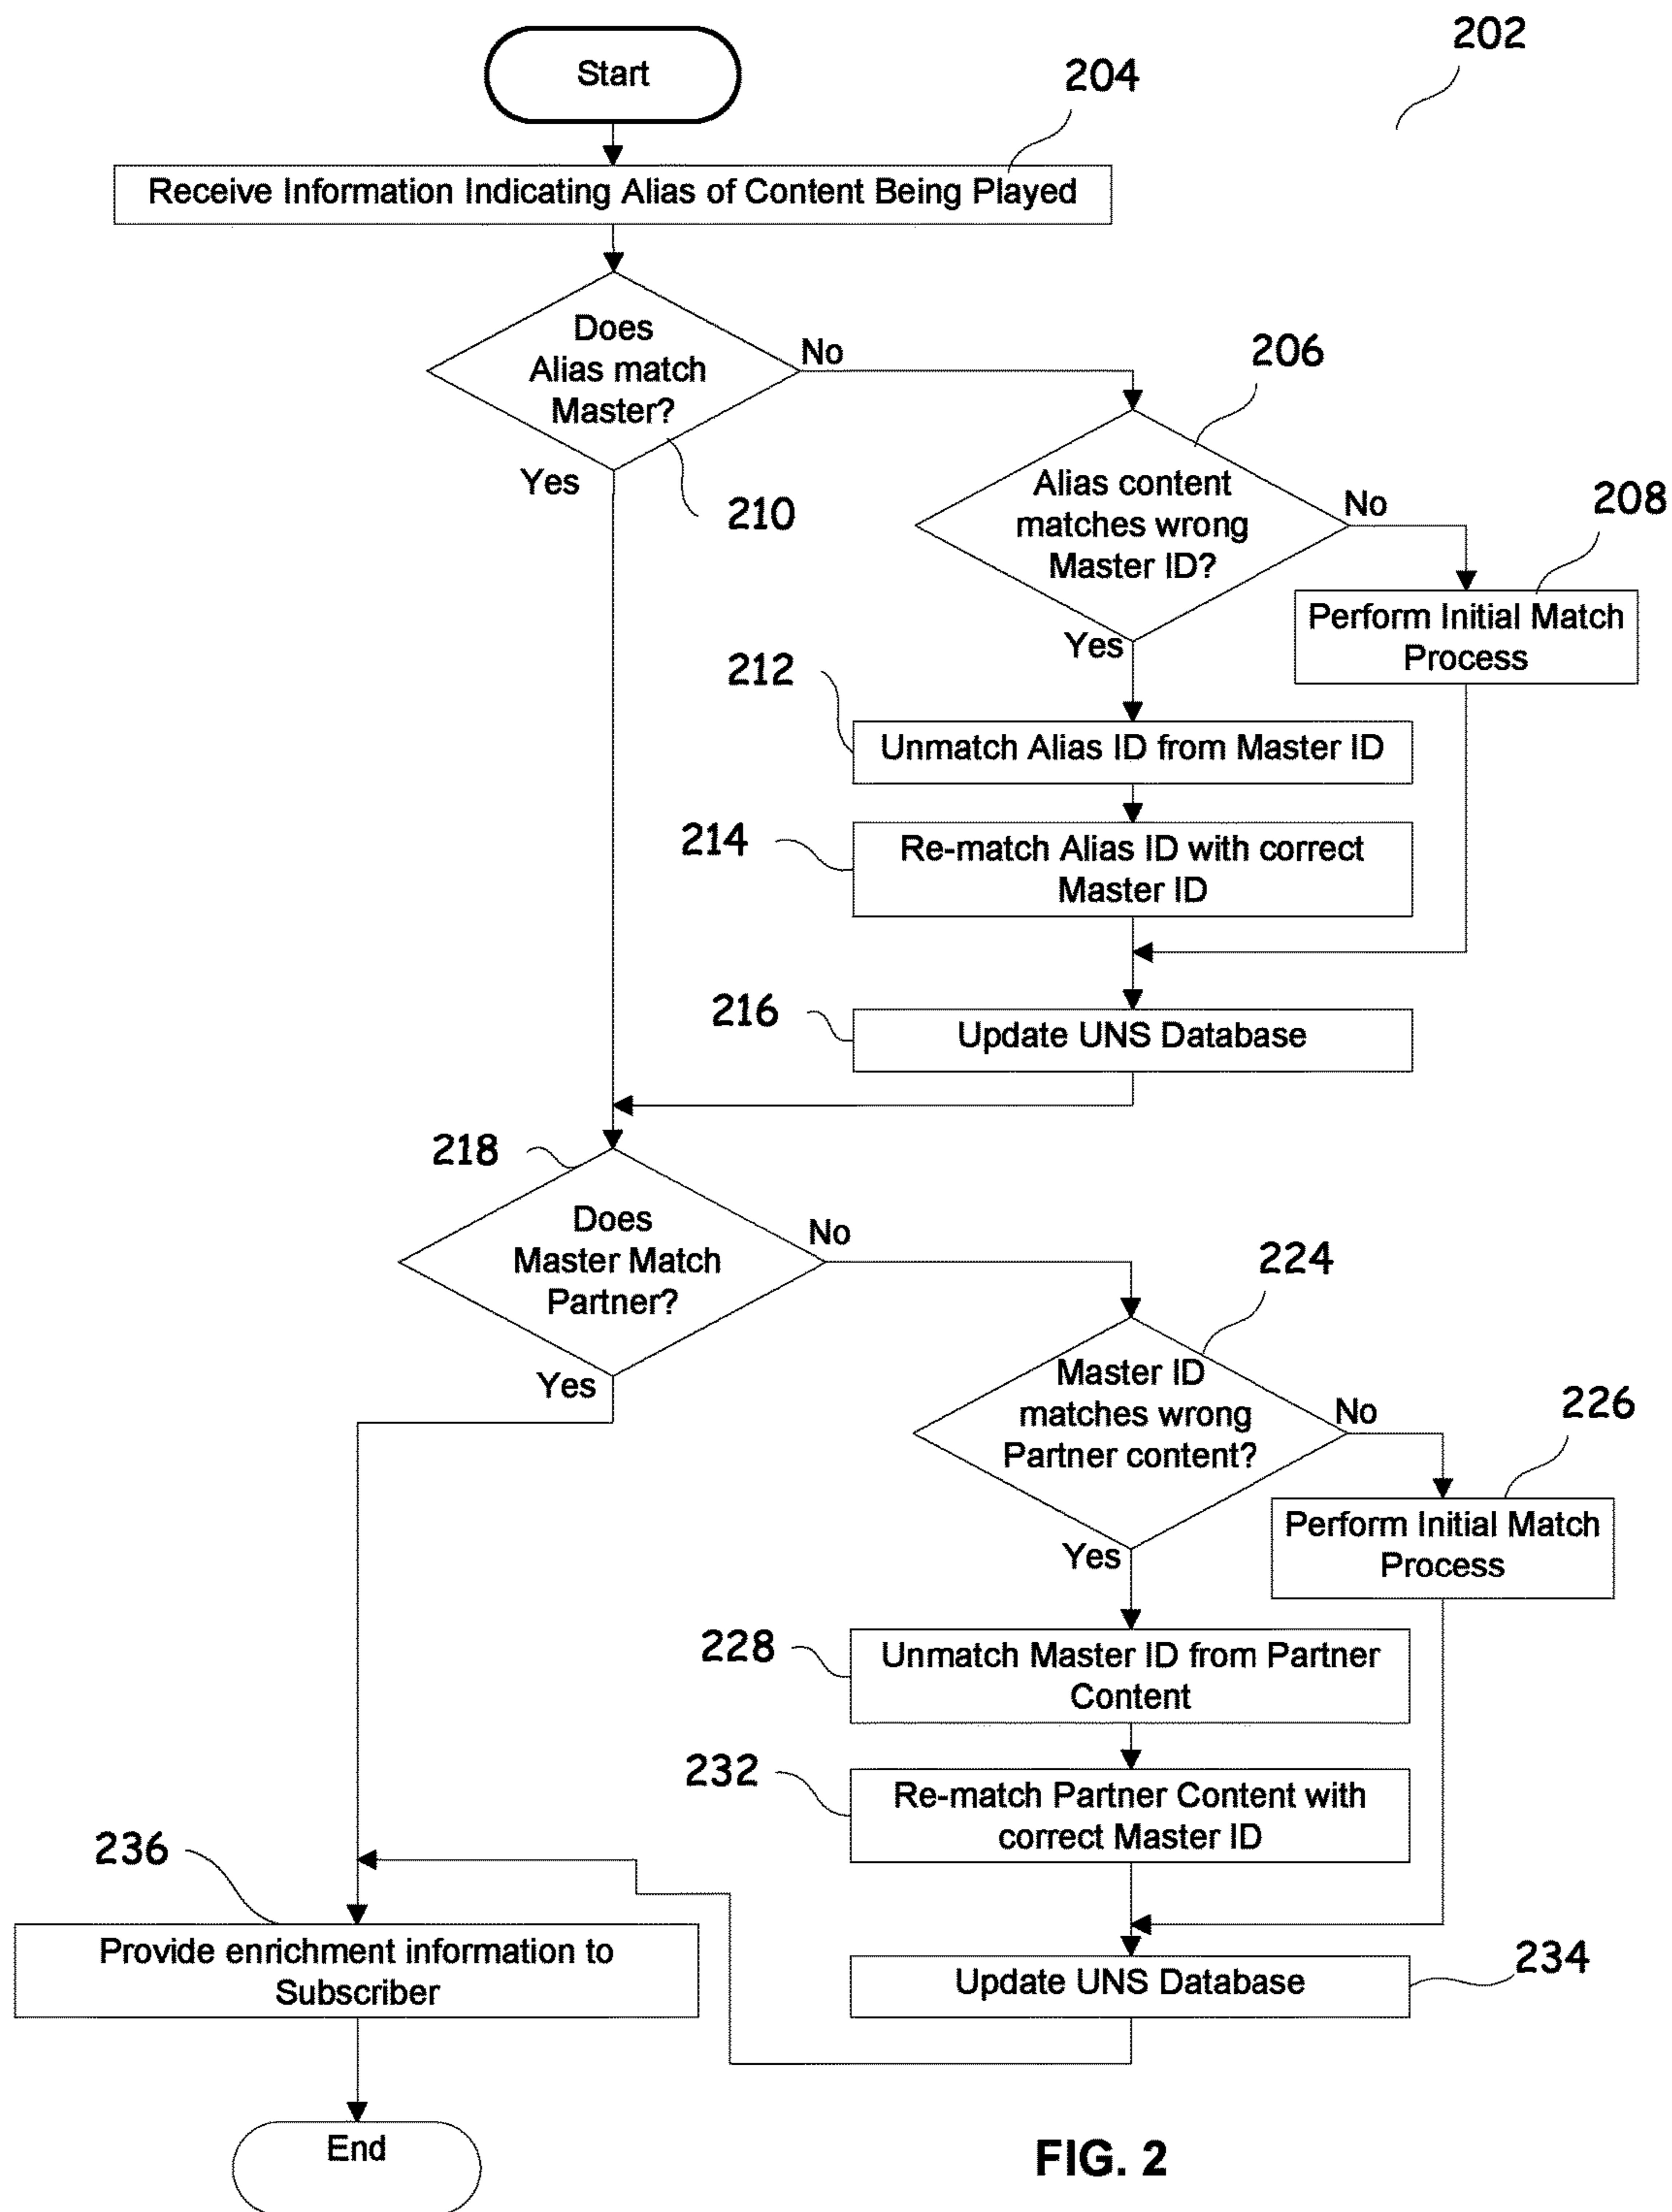 202
Start
204
Receive Information Indicating Alias of Content Being Played
Does
Alias match
Master?
No
Yes
210
206
Alias content
matches wrong
Master ID?
No
208
Yes
Perform Initial Match
Process
212
Unmatch Alias ID from Master ID
214
Re-match Alias ID with correct
Master ID
216
Update UNS Database
218
Does
Master Match
Partner?
No
Yes
224
Master ID
matches wrong
Partner content?
No
226
Yes
Perform Initial Match
Process
228
Unmatch Master ID from Partner
Content
232
Re-match Partner Content with
correct Master ID
236
Provide enrichment information to
Subscriber
234
Update UNS Database
End
FIG. 2